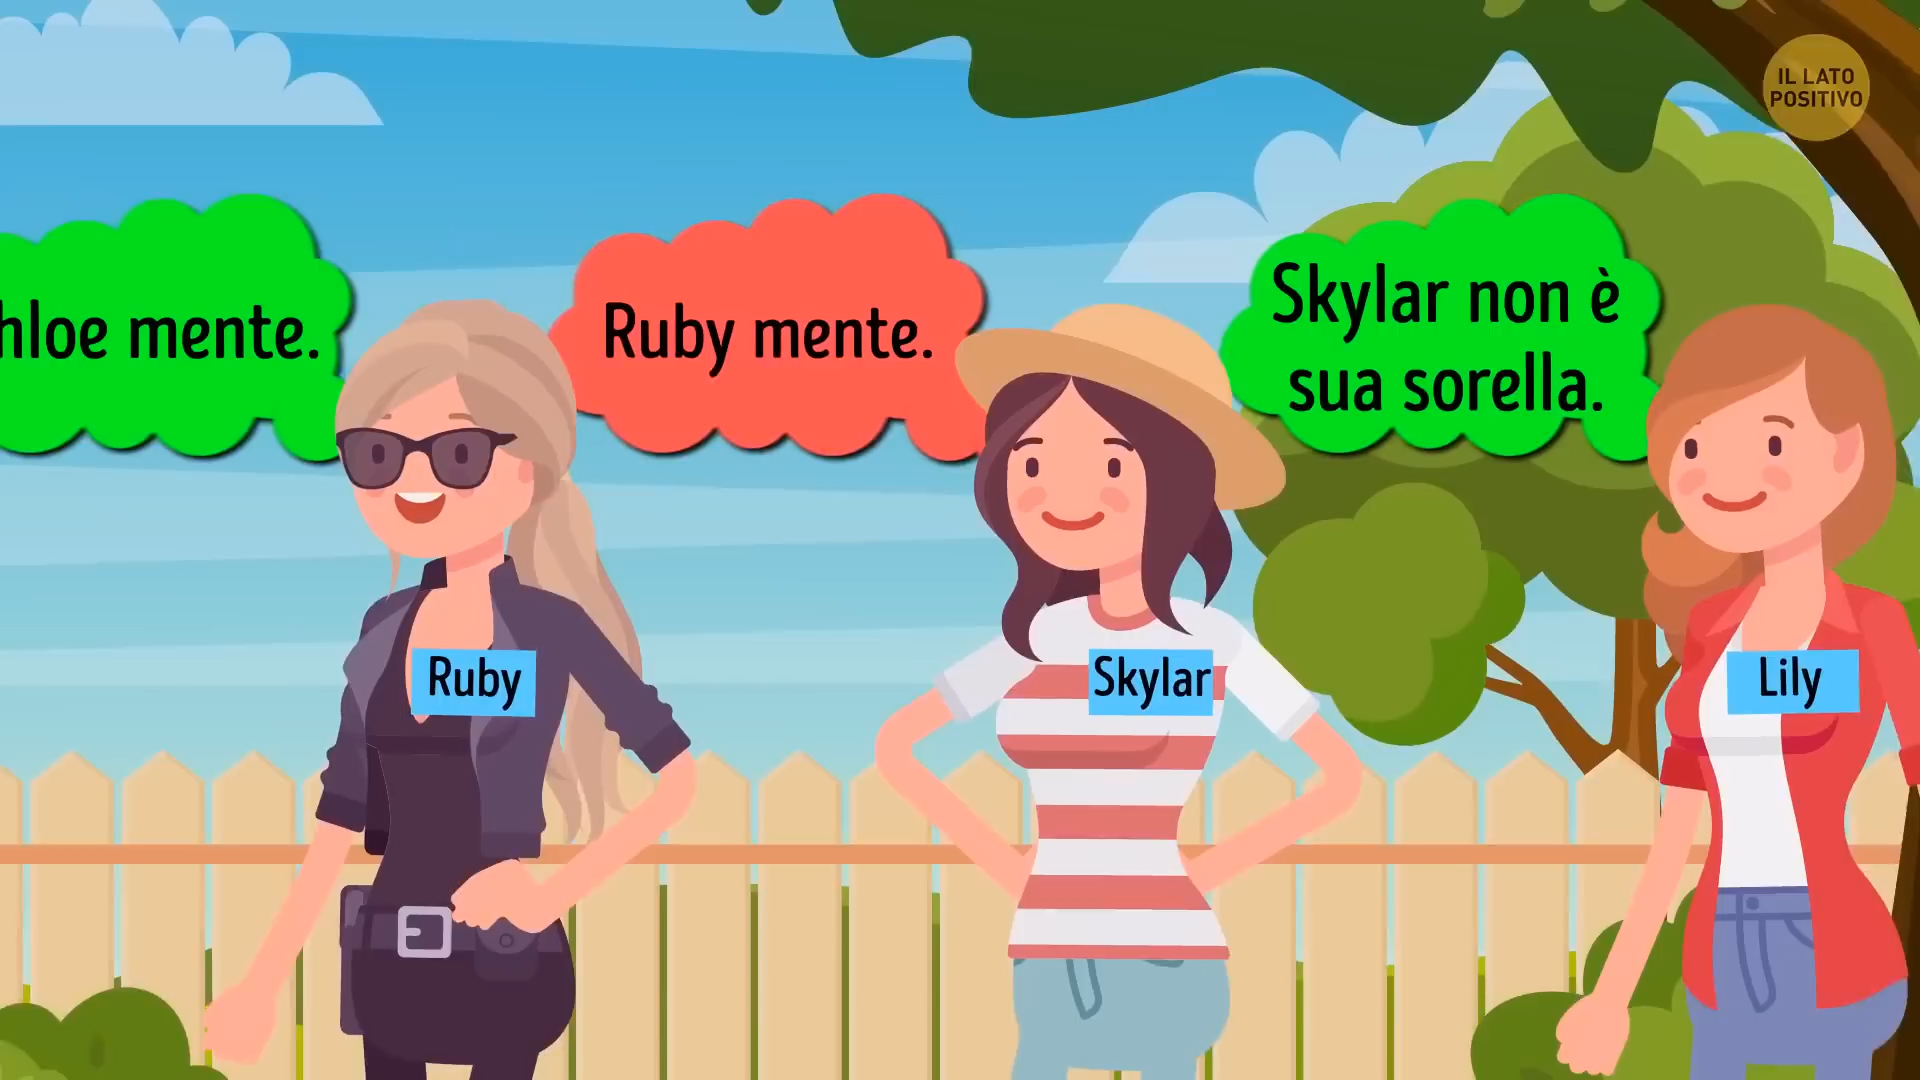 IL LATO
POSITIVO
hloe mente.
Ruby mente.
Skylar non è
sua sorella.
Ruby
Skylar
Lily